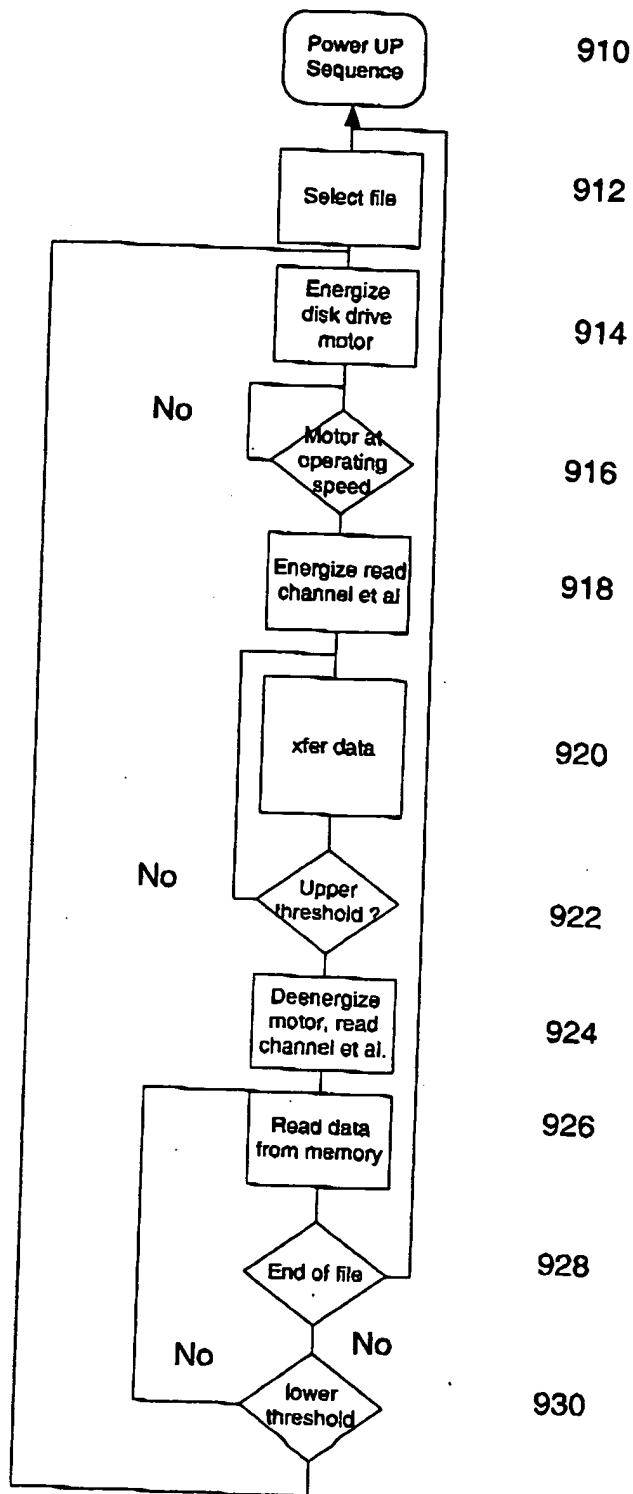 Power UP
Sequence
910
Select file
912
Energize
disk drive
motor
914
No
Motor at
operating
speed
916
Energize read
channel et al
918
xfer data
920
No
Upper
threshold ?
922
Deenergize
motor, read
channel et al.
924
Read data
from memory
926
End of file
928
No
No
lower
threshold
930